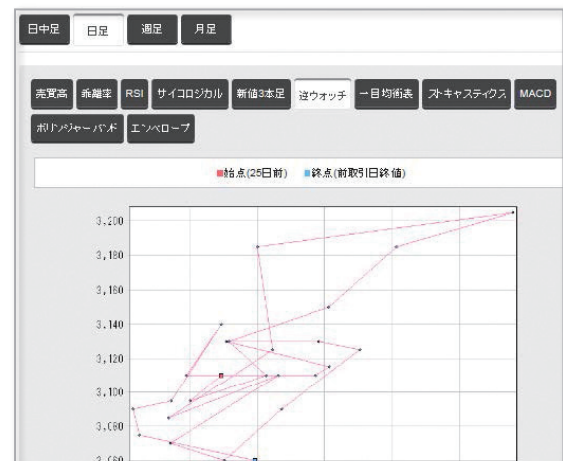 日中足 日足 週足 月足
売買高 乖離率 RSI サイコロジカル 新値3本足 逆ウォッチ 一目均衡表 ストキャスティクス MACD
ボリンジャーバンド エンベロープ
■始点(25日前) ■終点(前取引日終値)
3,200
3,180
3,160
3,140
3,120
3,100
3,080
3,060